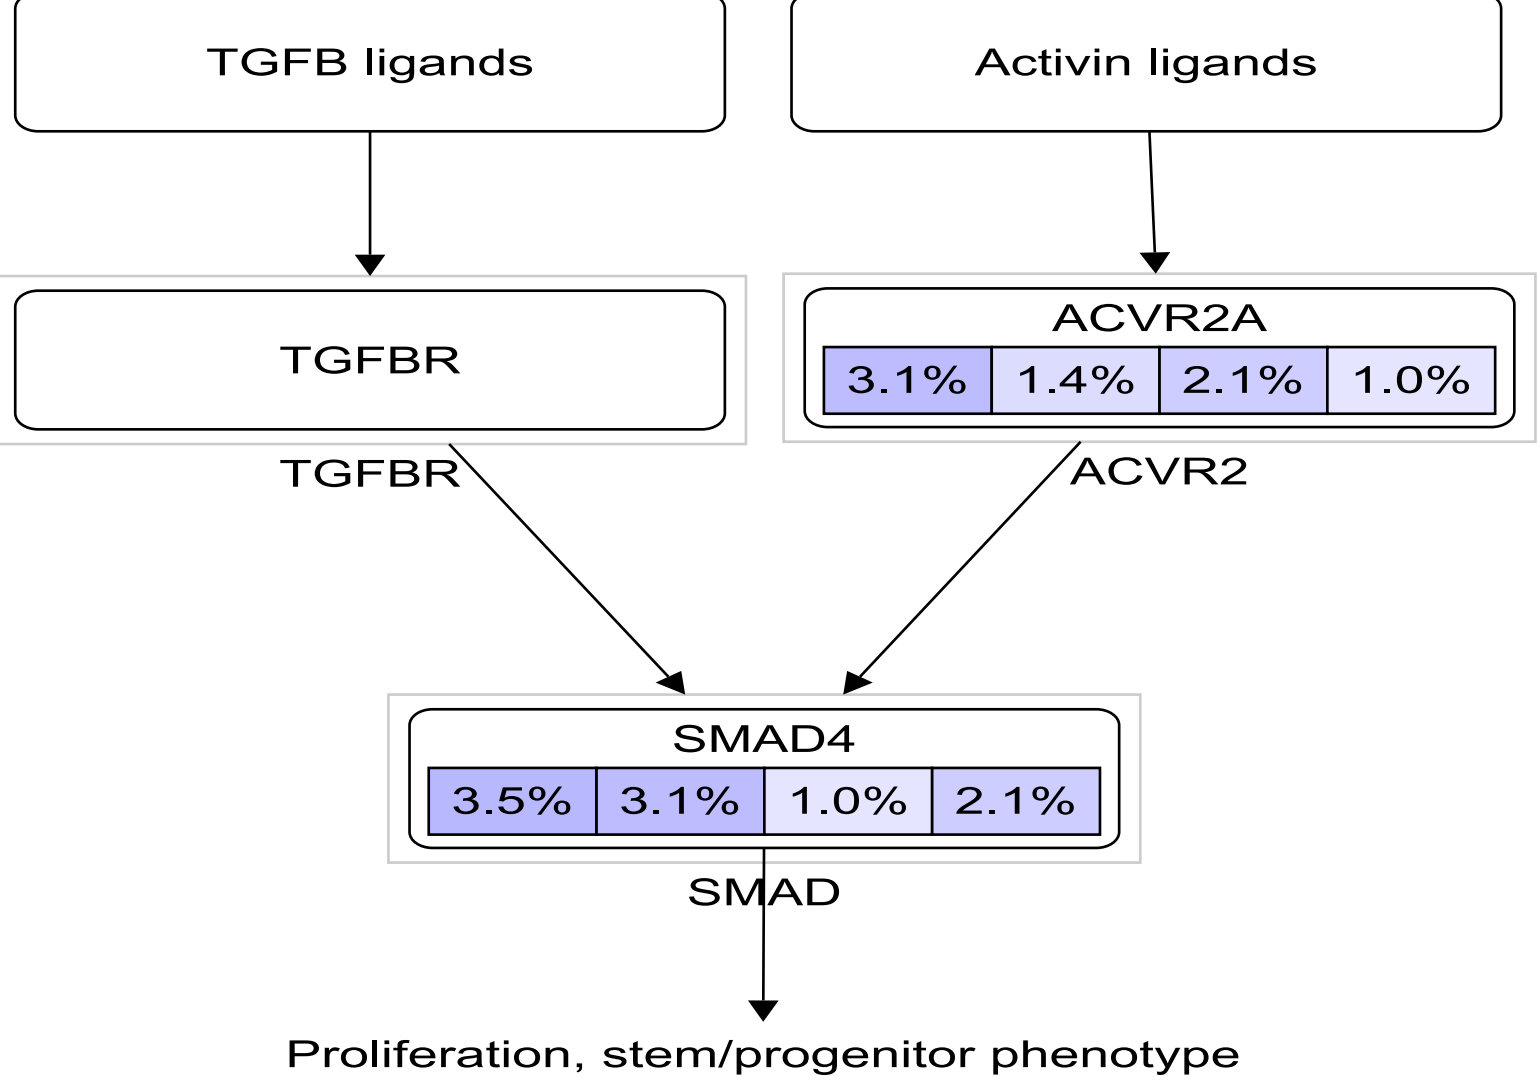 TGFB ligands
Activin ligands
TGFBR
ACVR2A
3.1% 1.4% 2.1% 1.0%
TGFBR
ACVR2
SMAD4
3.5% 3.1% 1.0% 2.1%
SMAD
Proliferation, stem/progenitor phenotype